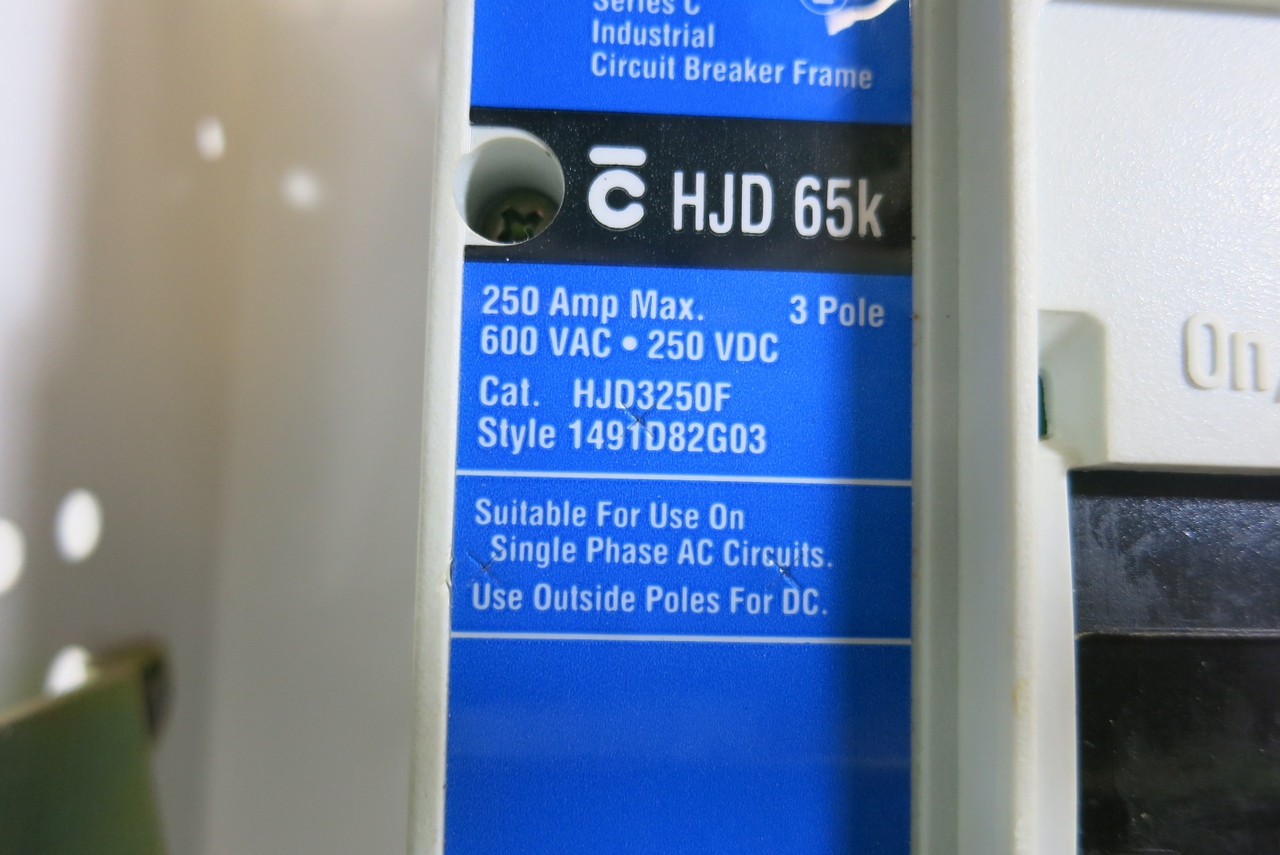 Series C
Industrial
Circuit Breaker Frame
C HJD 65k
250 Amp Max. 3 Pole
600 VAC • 250 VDC
Cat. HJD3250F
Style 1491D82G03
Suitable For Use On
Single Phase AC Circuits.
Use Outside Poles For DC.
On